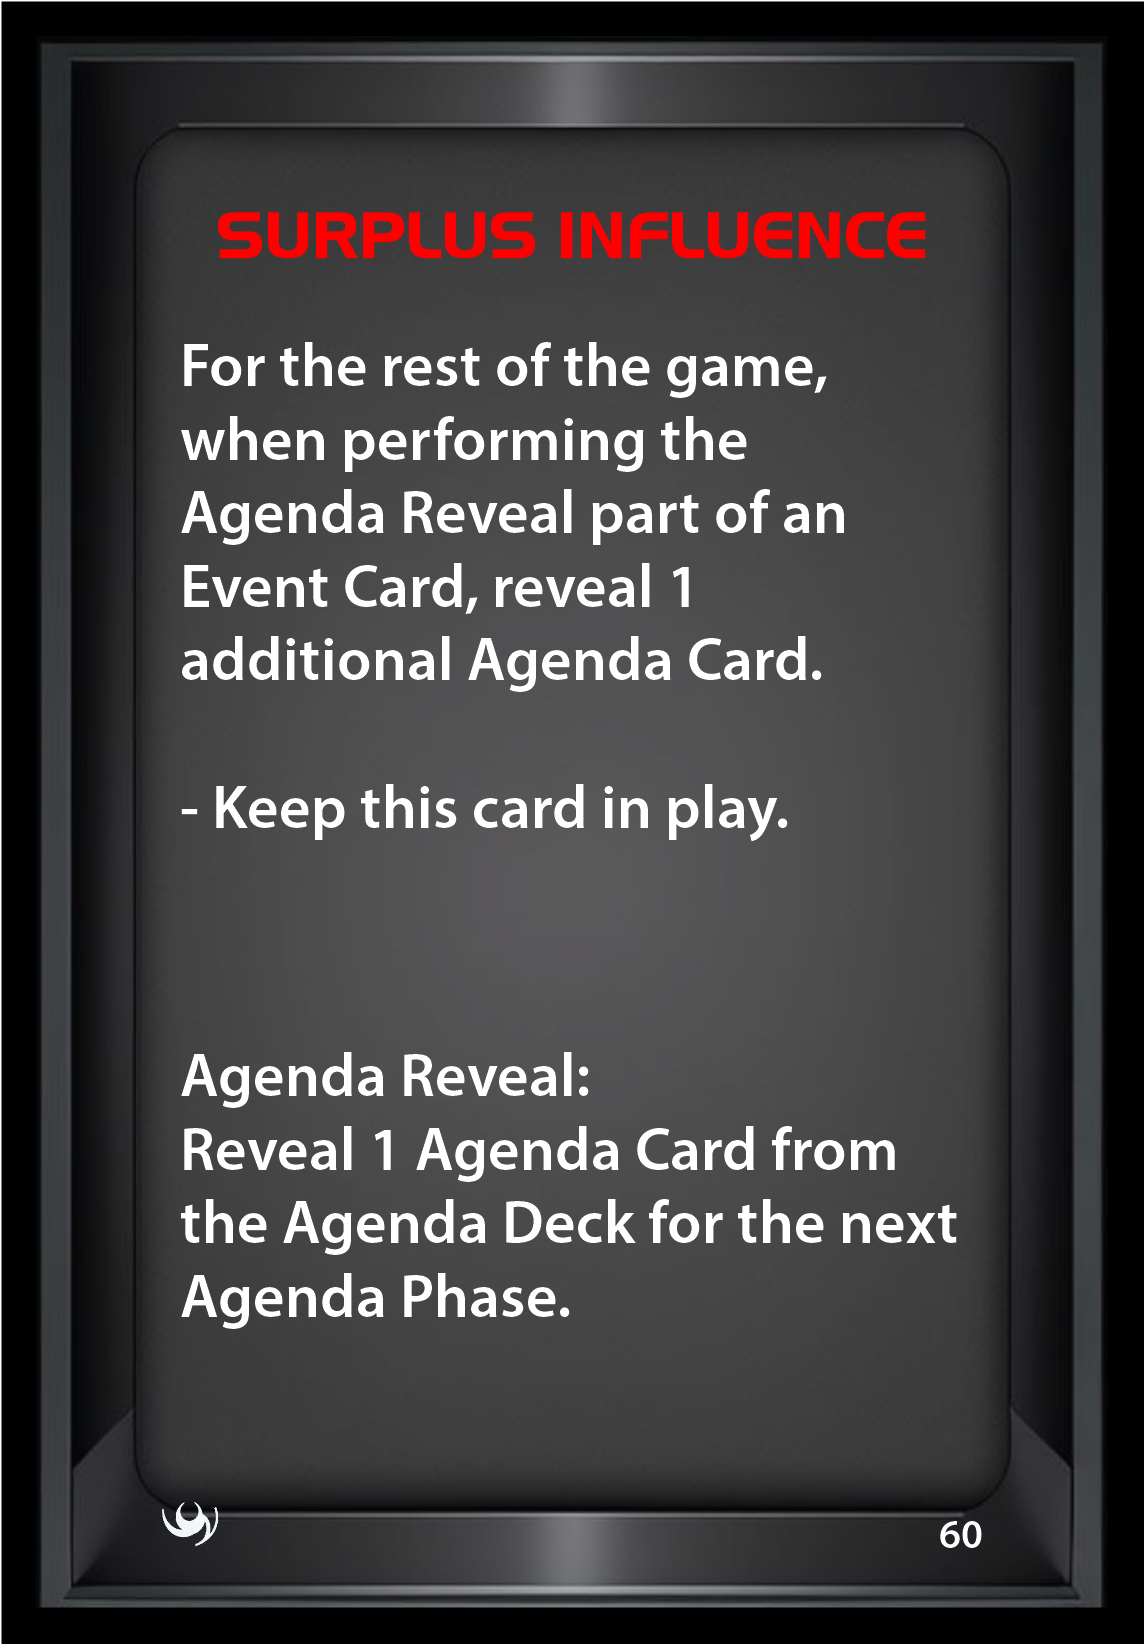 SURPLUS INFLUENCE
For the rest of the game,
when performing the
Agenda Reveal part of an
Event Card, reveal 1
additional Agenda Card.
- Keep this card in play.
Agenda Reveal:
Reveal 1 Agenda Card from
the Agenda Deck for the next
Agenda Phase.
60